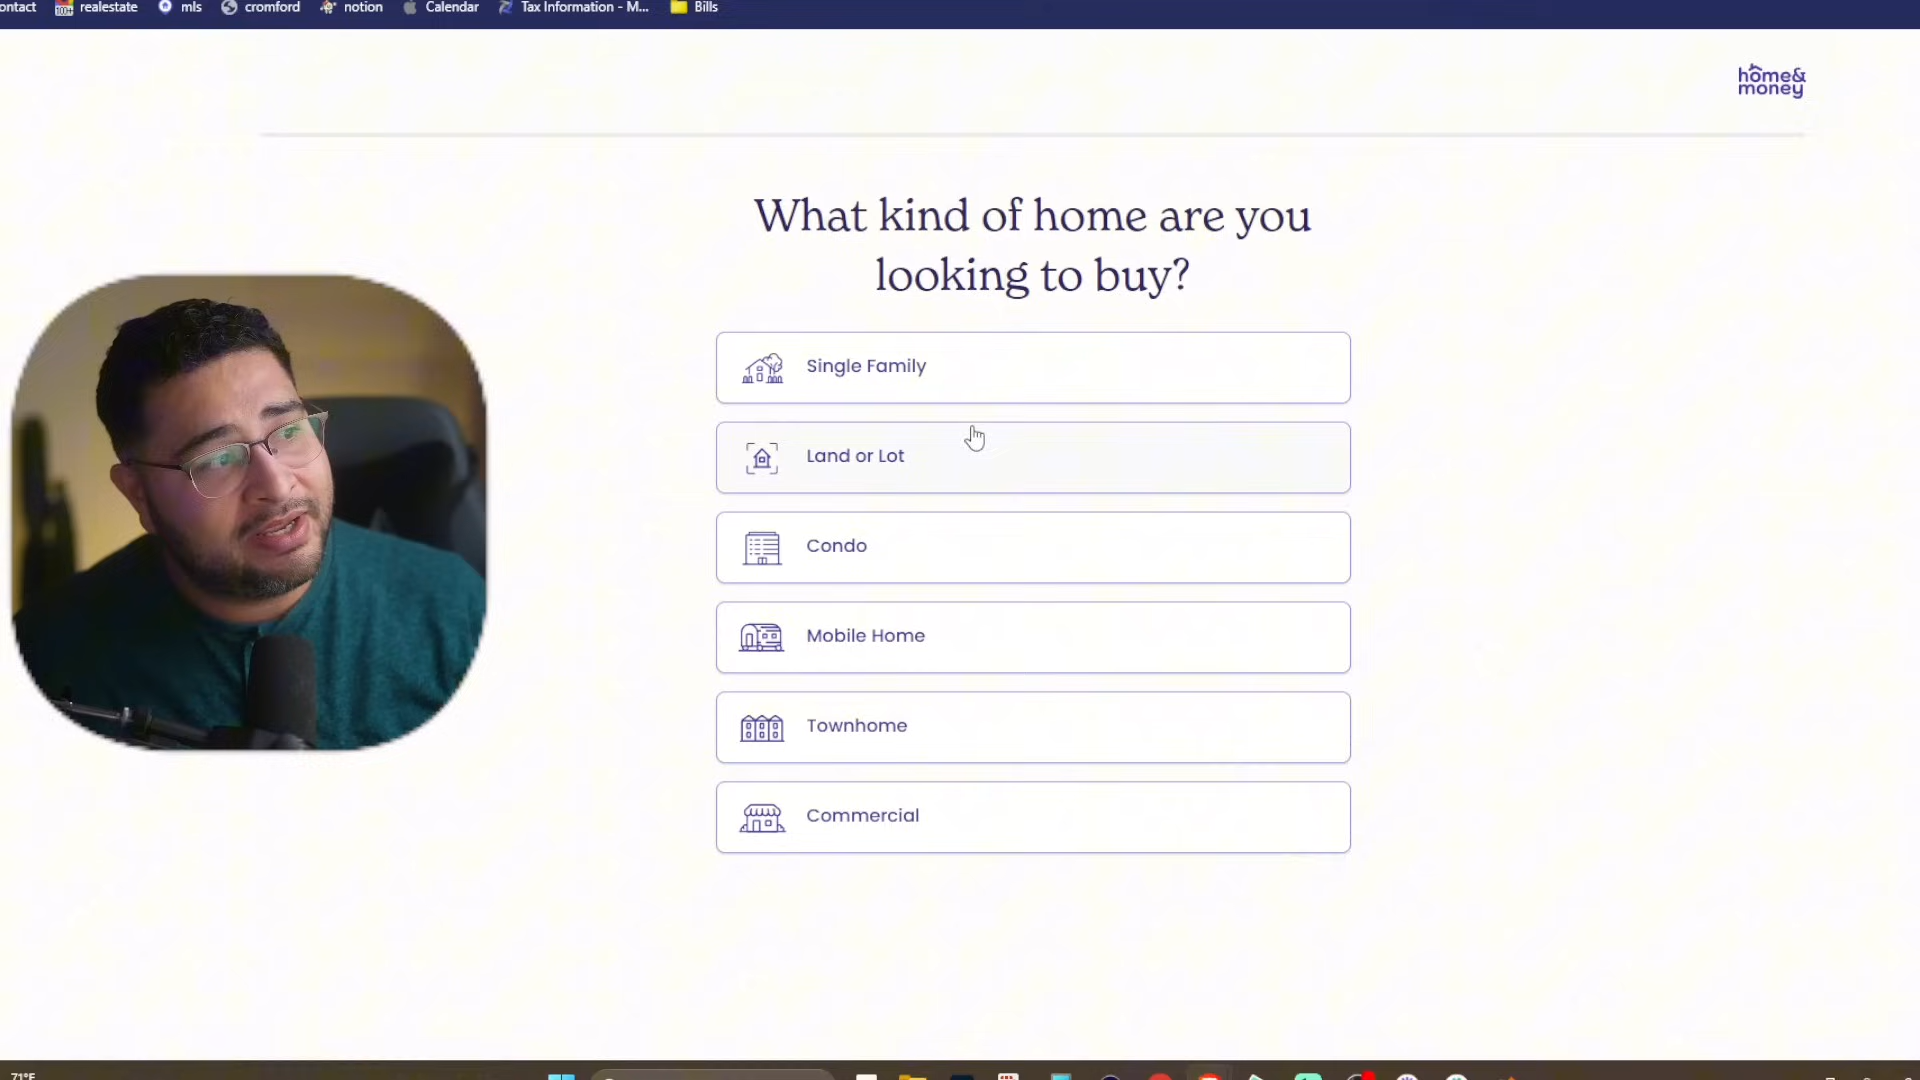 ontact realestate mls cromford notion Calendar Tax Information - M... Bills
home&
money
What kind of home are you
looking to buy?
Single Family
Land or Lot
Condo
Mobile Home
Townhome
Commercial
71°F